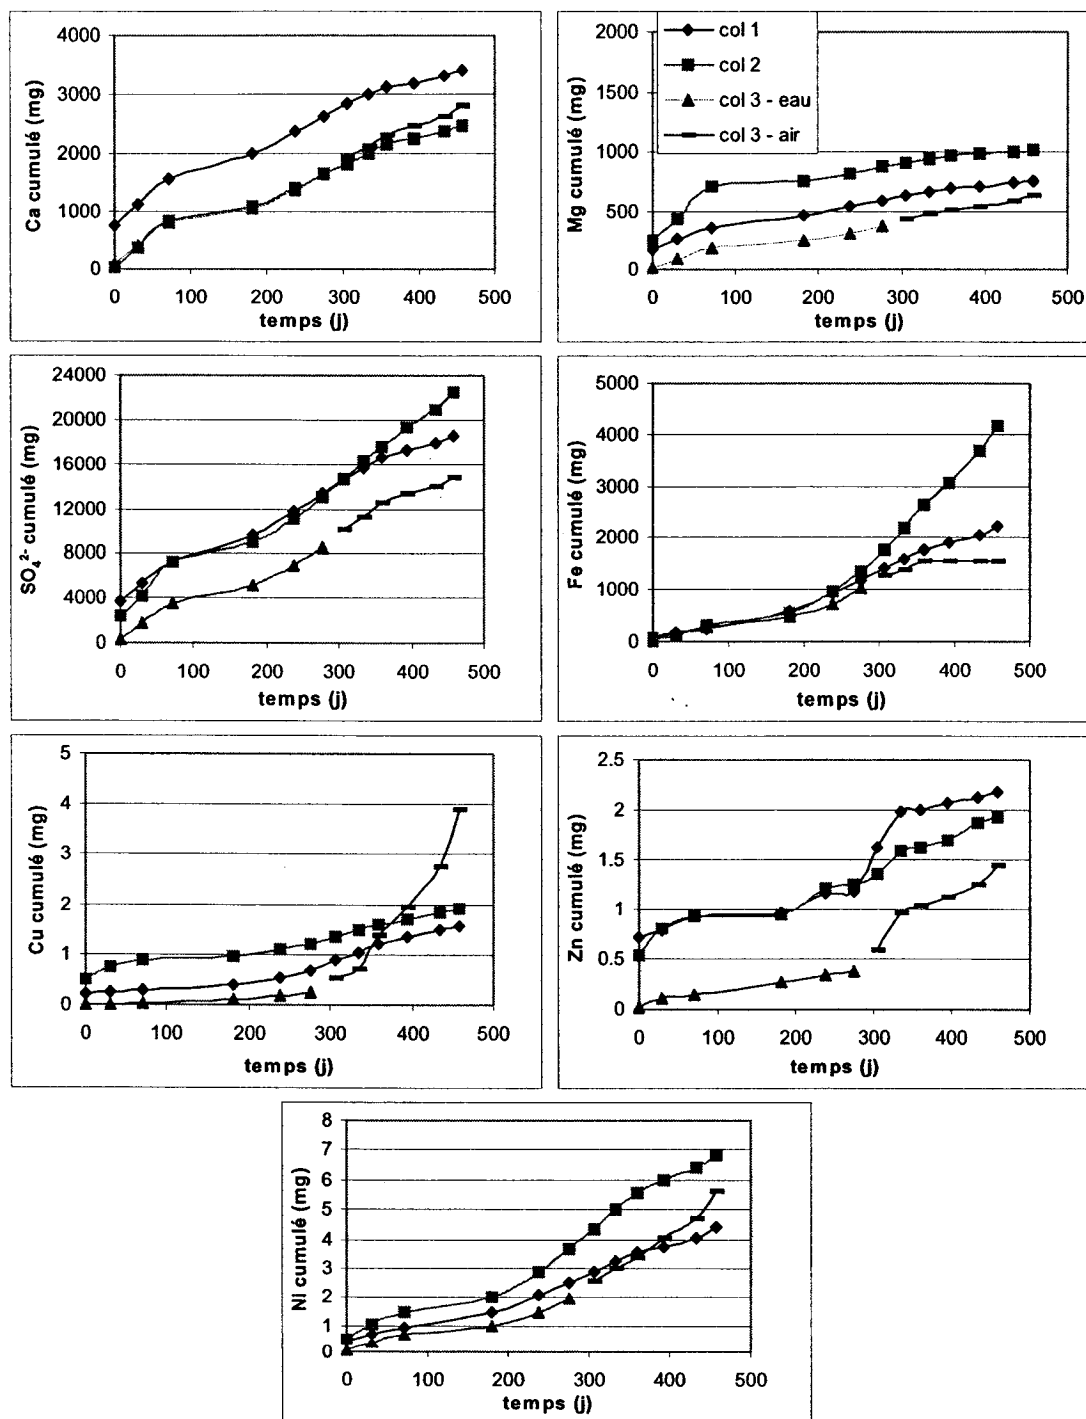 Ca cumulé (mg)
4000
3000
2000
1000
0
0 100 200 300 400 500
temps (j)
Mg cumulé (mg)
2000
1500
1000
500
0
0 100 200 300 400 500
temps (j)
col 1
col 2
col 3 - eau
col 3 - air
SO₄²⁻ cumulé (mg)
24000
20000
16000
12000
8000
4000
0
0 100 200 300 400 500
temps (j)
Fe cumulé (mg)
5000
4000
3000
2000
1000
0
0 100 200 300 400 500
temps (j)
Cu cumulé (mg)
5
4
3
2
1
0
0 100 200 300 400 500
temps (j)
Zn cumulé (mg)
2.5
2
1.5
1
0.5
0
0 100 200 300 400 500
temps (j)
Ni cumulé (mg)
8
7
6
5
4
3
2
1
0
0 100 200 300 400 500
temps (j)